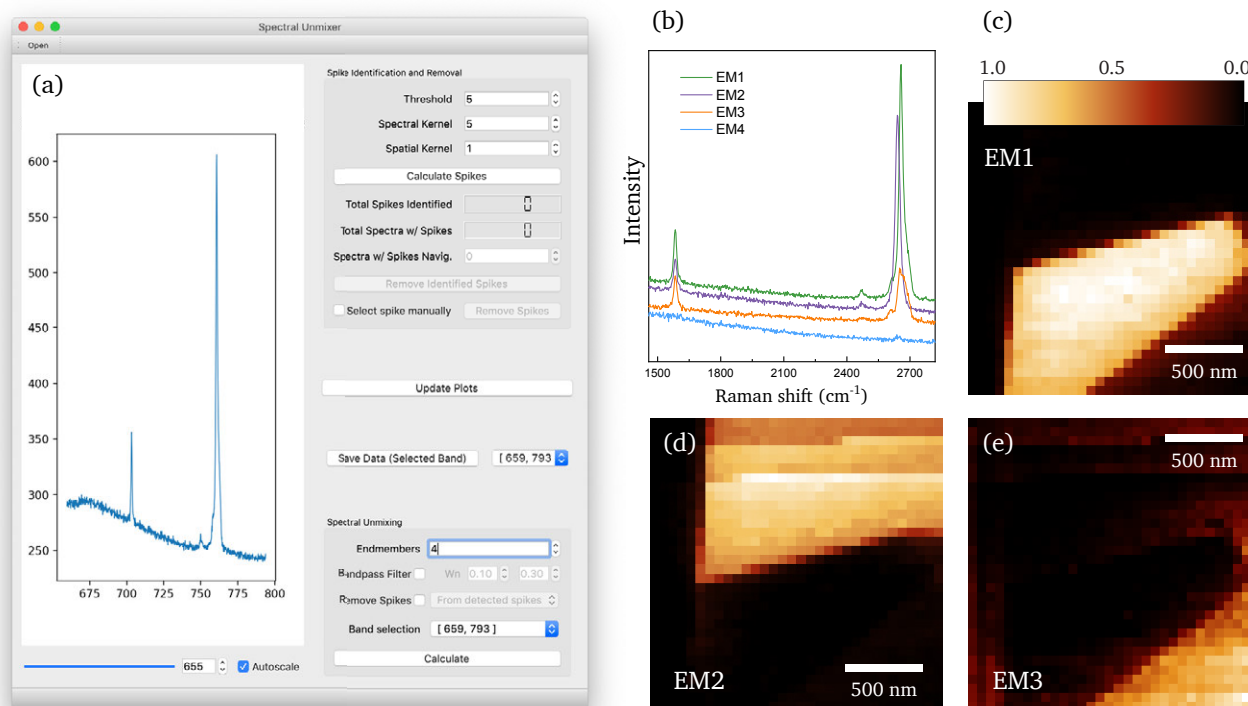 Spectral Unmixer
Open
(a)
600
550
500
450
400
350
300
250
675 700 725 750 775 800
655 Autoscale
Spike Identification and Removal
Threshold 5
Spectral Kernel 5
Spatial Kernel 1
Calculate Spikes
Total Spikes Identified 0
Total Spectra w/ Spikes 0
Spectra w/ Spikes Navig. 0
Remove Identified Spikes
Select spike manually Remove Spikes
Update Plots
Save Data (Selected Band) [ 659, 793
Spectral Unmixing
Endmembers 4
Bandpass Filter Wn 0.10 0.30
Remove Spikes From detected spikes
Band selection [ 659, 793 ]
Calculate
(b)
EM1
EM2
EM3
EM4
Intensity
1500 1800 2100 2400 2700
Raman shift (cm-1)
(c)
1.0 0.5 0.0
EM1
500 nm
(d)
EM2
500 nm
(e)
500 nm
EM3